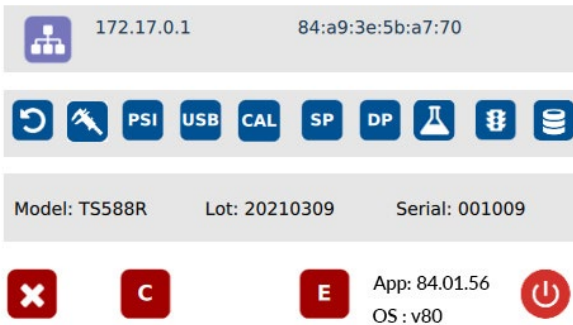 172.17.0.1 84:a9:3e:5b:a7:70
PSI USB CAL SP DP
Model: TS588R Lot: 20210309 Serial: 001009
C E App: 84.01.56
OS : v80